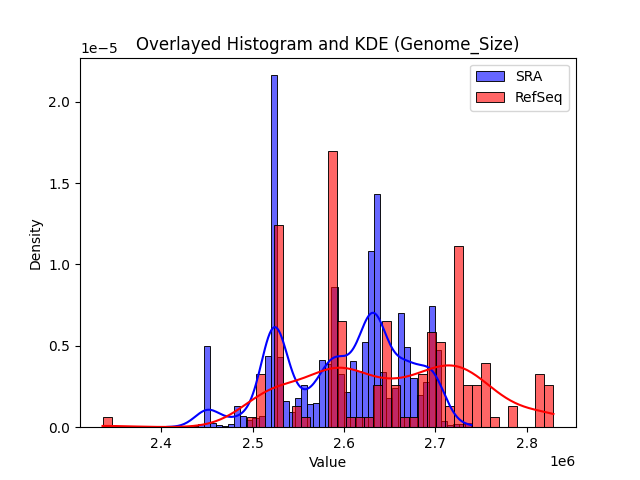 Overlayed Histogram and KDE (Genome_Size)
1e−5
SRA
RefSeq
2.0
1.5
1.0
0.5
0.0
Density
2.4 2.5 2.6 2.7 2.8
Value
1e6